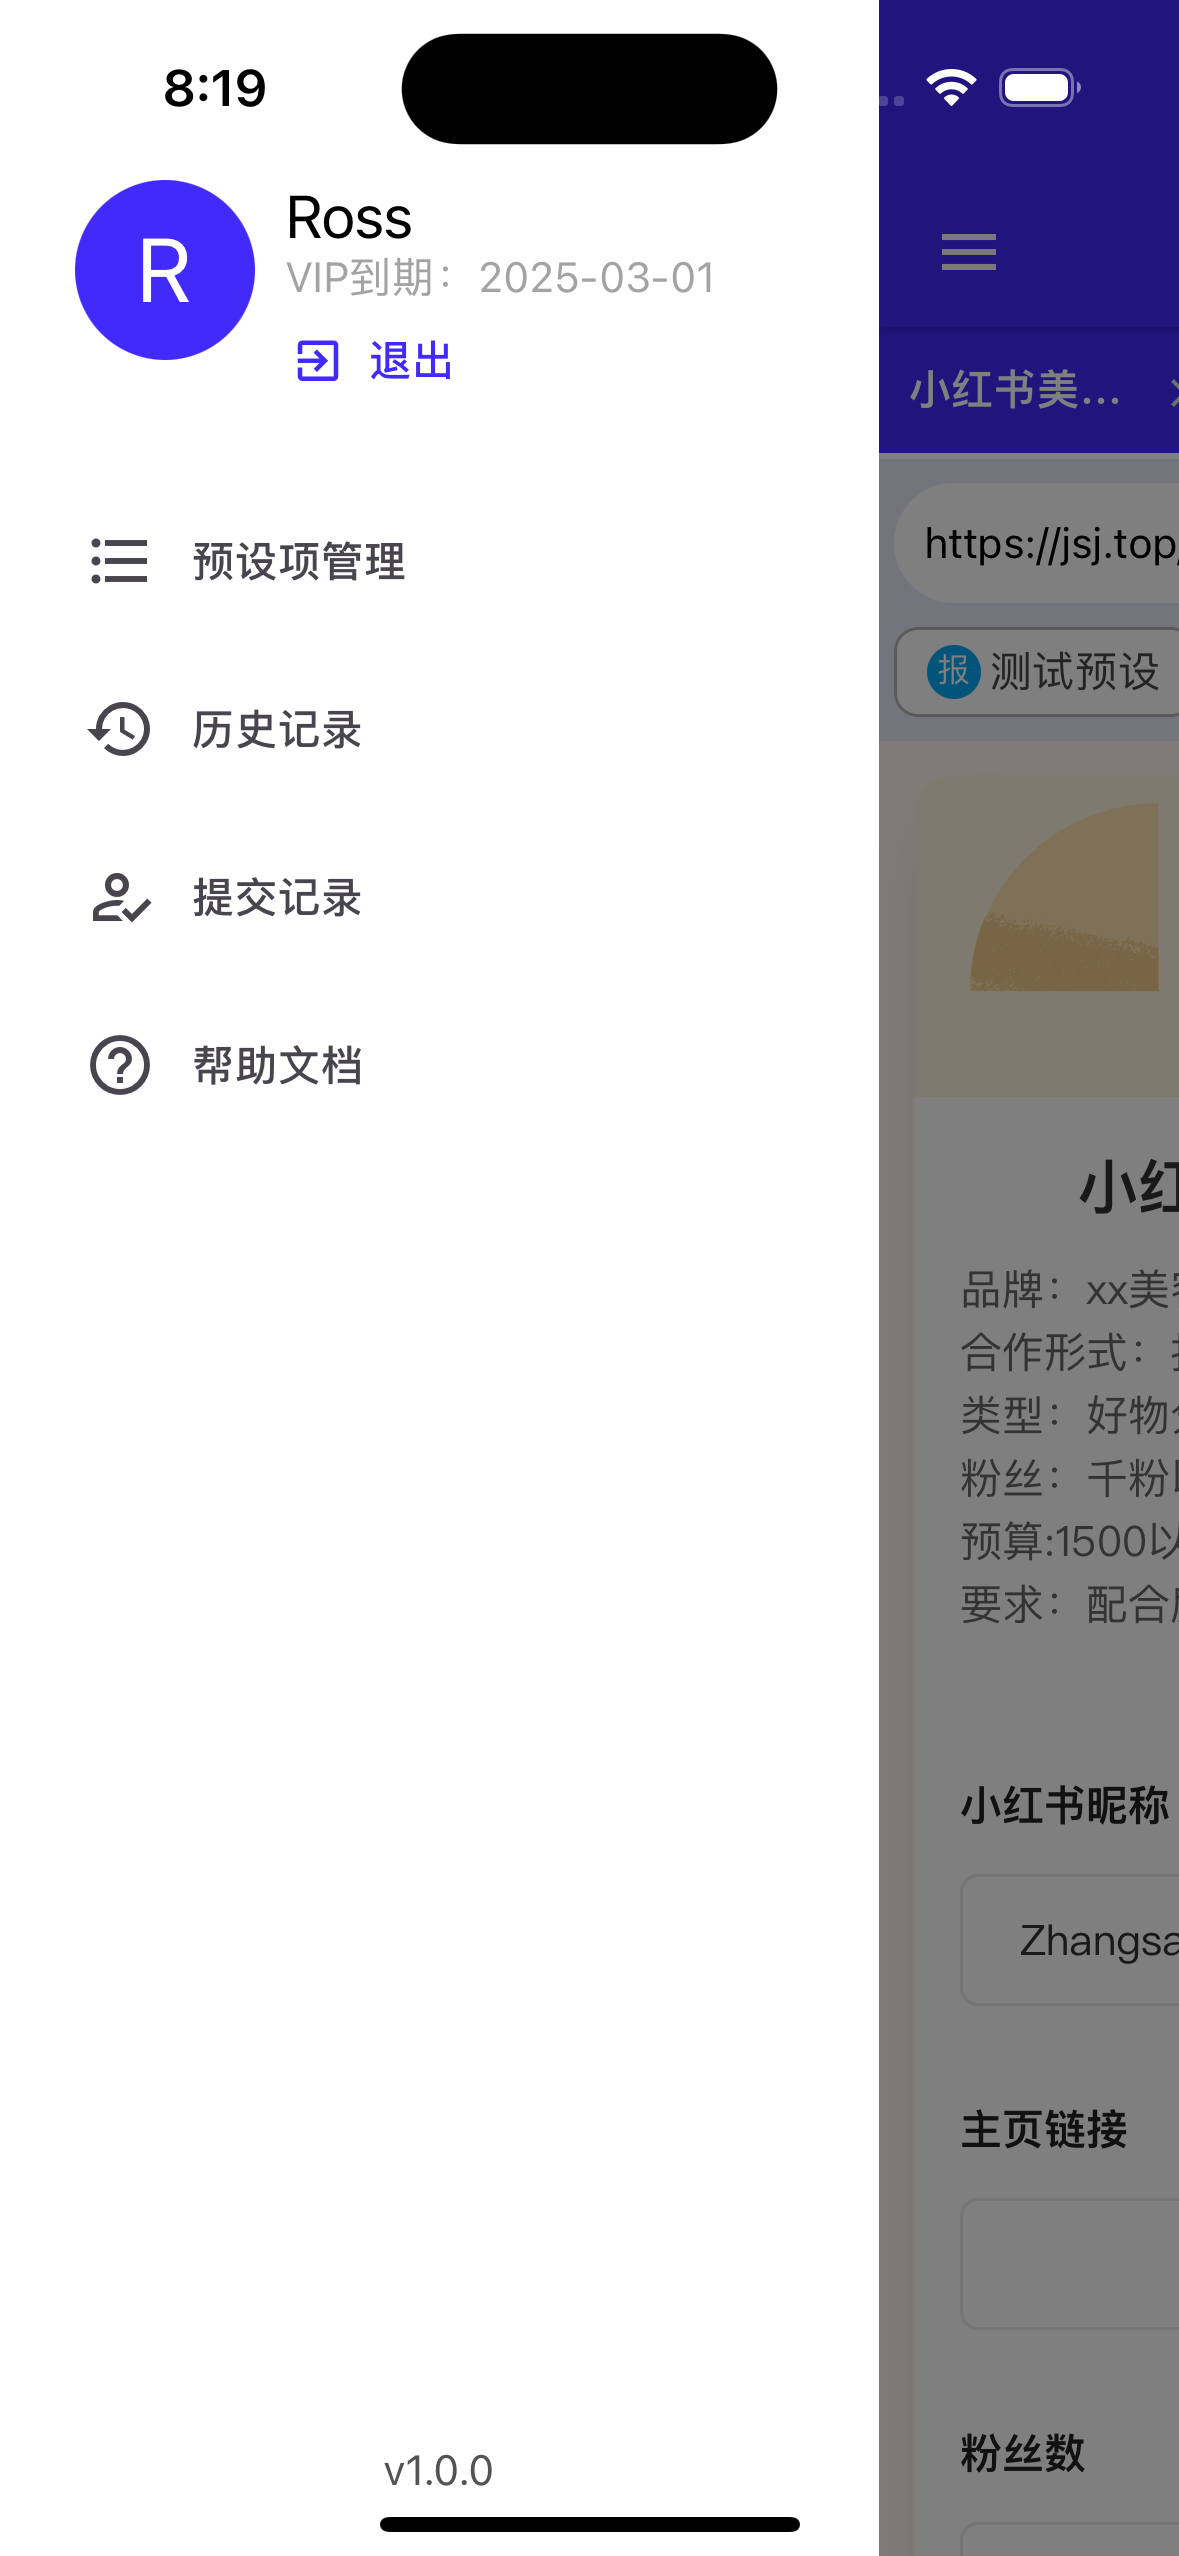 8:19
R
Ross
VIP到期：2025-03-01
退出
预设项管理
历史记录
提交记录
帮助文档
v1.0.0
小红书美...
https://jsj.top
报 测试预设
小红
品牌：xx美
合作形式：
类型：好物
粉丝：千粉
预算:1500以
要求：配合
小红书昵称
Zhangsa
主页链接
粉丝数